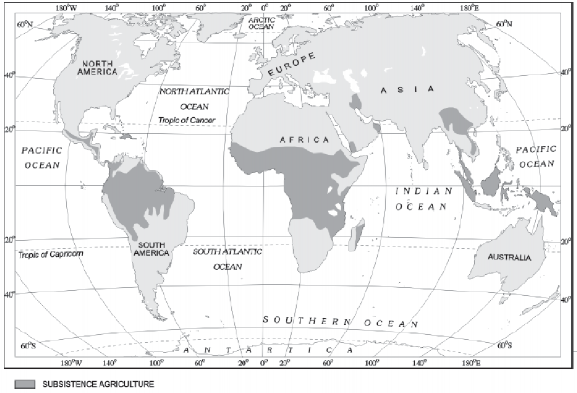 180°W 140° 100° 60° 20° 0° 20° 60° 100° 140° 180°E
60°N ARCTIC OCEAN 60°N
NORTH AMERICA
EUROPE
ASIA
40° 40°
NORTH ATLANTIC OCEAN
Tropic of Cancer
20° 20°
AFRICA
PACIFIC OCEAN
PACIFIC OCEAN
INDIAN OCEAN
20° 20°
Tropic of Capricorn
SOUTH AMERICA
SOUTH ATLANTIC OCEAN
AUSTRALIA
40° 40°
SOUTHERN OCEAN
60°S 60°S
ANTARTICA
180°W 140° 100° 60° 20° 0° 20° 60° 100° 140° 180°E
SUBSISTENCE AGRICULTURE